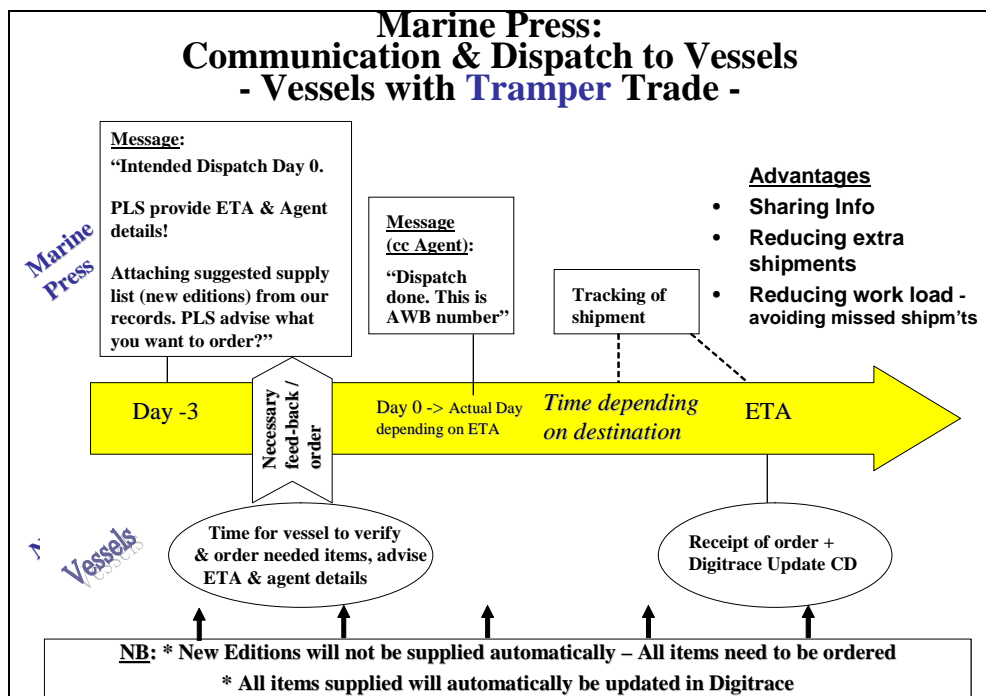 Marine Press:
Communication & Dispatch to Vessels
- Vessels with Tramper Trade -
Message:
“Intended Dispatch Day 0.
PLS provide ETA & Agent
details!
Attaching suggested supply
list (new editions) from our
records. PLS advise what
you want to order?”
Marine
Press
Message
(cc Agent):
“Dispatch
done. This is
AWB number”
Tracking of
shipment
Advantages
• Sharing Info
• Reducing extra
shipments
• Reducing work load -
avoiding missed shipm'ts
Day -3
Necessary
feed-back /
order
Day 0 -> Actual Day
depending on ETA
Time depending
on destination
ETA
Vessels
Time for vessel to verify
& order needed items, advise
ETA & agent details
Receipt of order +
Digitrace Update CD
NB: * New Editions will not be supplied automatically – All items need to be ordered
* All items supplied will automatically be updated in Digitrace